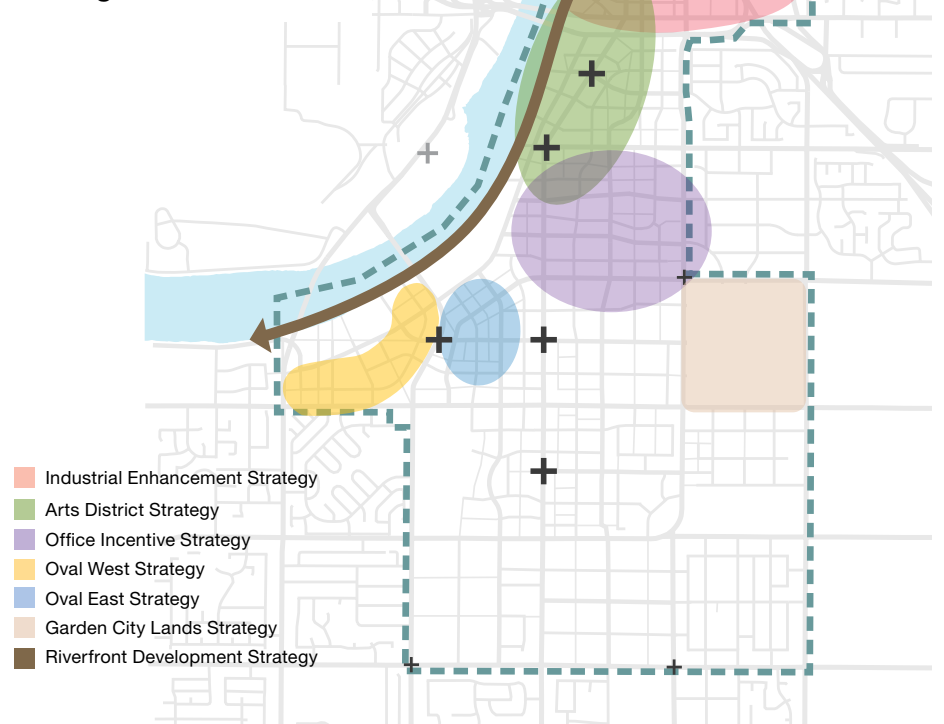 Industrial Enhancement Strategy
Arts District Strategy
Office Incentive Strategy
Oval West Strategy
Oval East Strategy
Garden City Lands Strategy
Riverfront Development Strategy